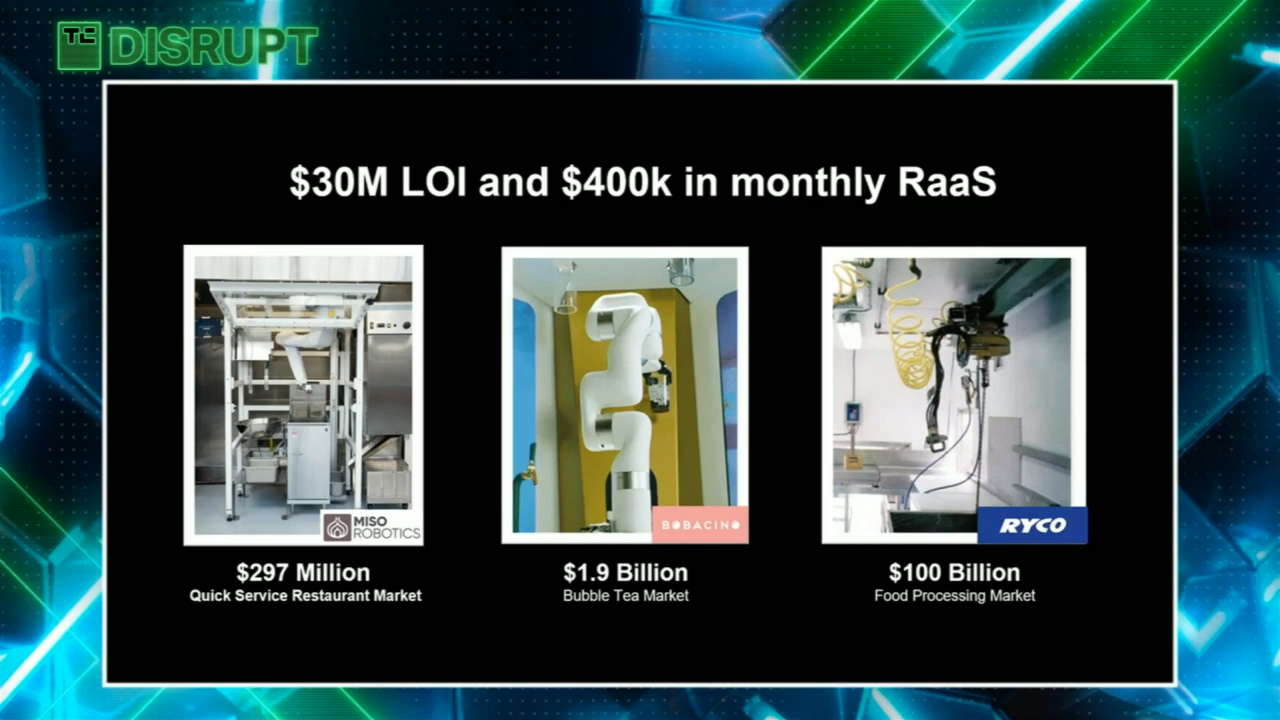 TC DISRUPT
$30M LOI and $400k in monthly RaaS
MISO
ROBOTICS
BOBACINO
RYCO
$297 Million
$1.9 Billion
$100 Billion
Quick Service Restaurant Market
Bubble Tea Market
Food Processing Market